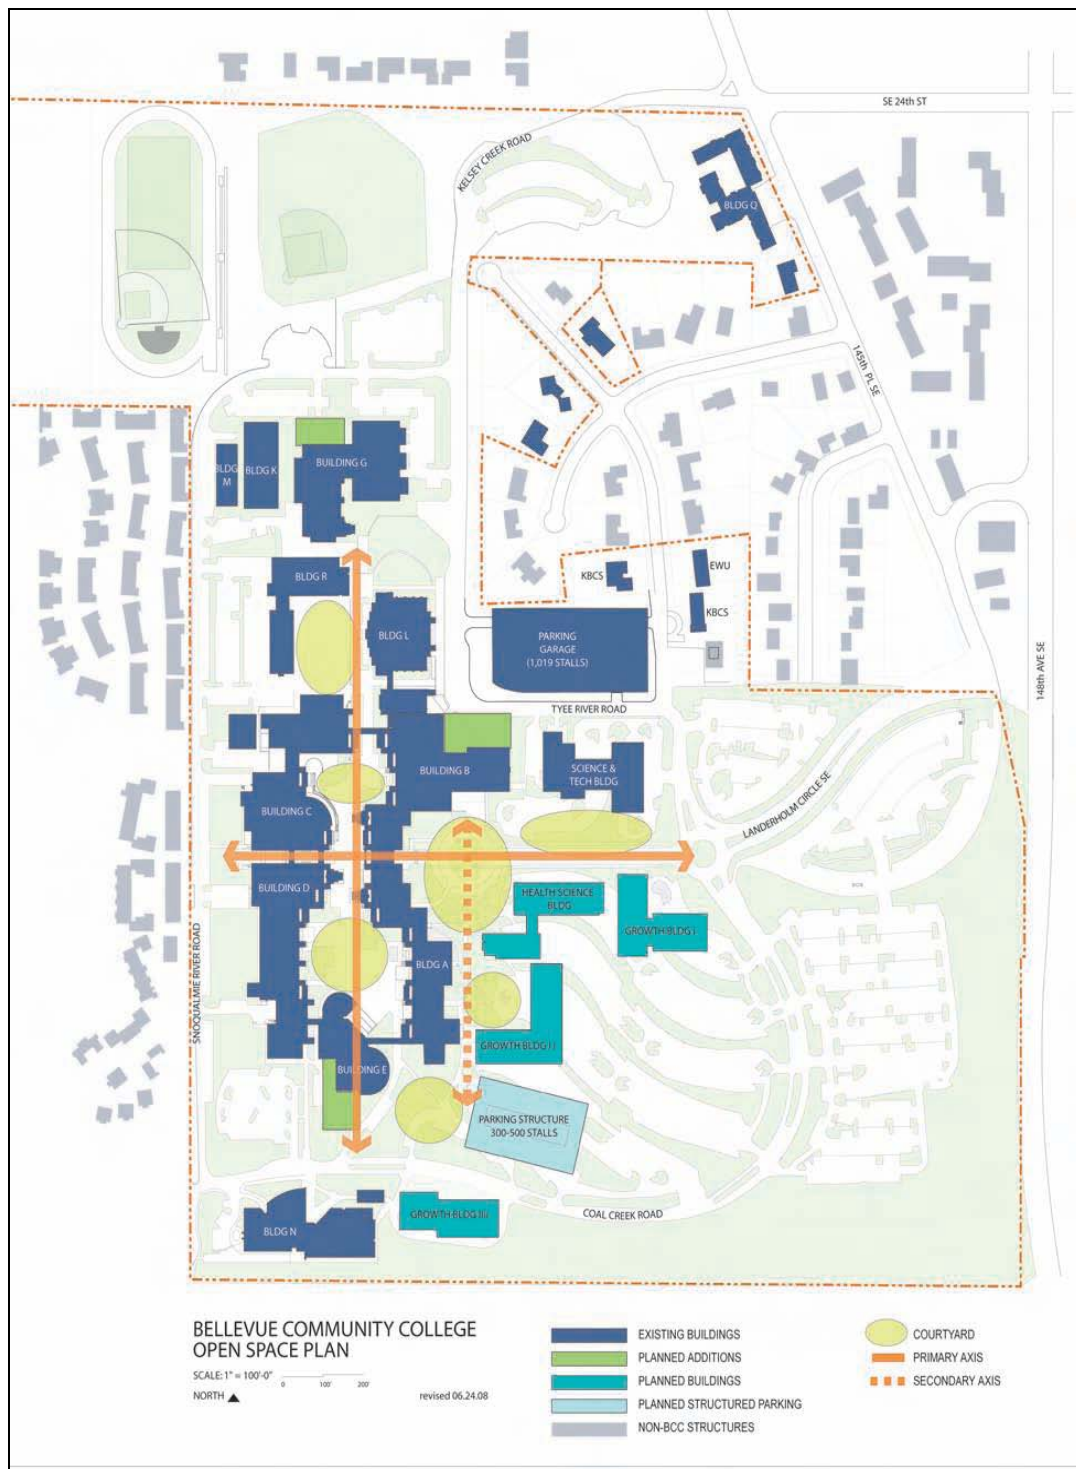 SE 24th ST
KELSEY CREEK ROAD
BLDG Q
145th PL SE
BLDG
M
BLDG K
BUILDING G
BLDG R
KBCS
EWU
KBCS
BLDG L
PARKING
GARAGE
(1,019 STALLS)
148th AVE SE
TYEE RIVER ROAD
BUILDING B
SCIENCE &
TECH BLDG
BUILDING C
LANDERHOLM CIRCLE SE
BUILDING D
HEALTH SCIENCE
BLDG
GROWTH BLDG I
SNOQUALMIE RIVER ROAD
BLDG A
GROWTH BLDG II
BUILDING E
PARKING STRUCTURE
300-500 STALLS
GROWTH BLDG III
COAL CREEK ROAD
BLDG N
BELLEVUE COMMUNITY COLLEGE
OPEN SPACE PLAN
SCALE: 1" = 100'-0"
0 100' 200'
NORTH
revised 06.24.08
EXISTING BUILDINGS
PLANNED ADDITIONS
PLANNED BUILDINGS
PLANNED STRUCTURED PARKING
NON-BCC STRUCTURES
COURTYARD
PRIMARY AXIS
SECONDARY AXIS